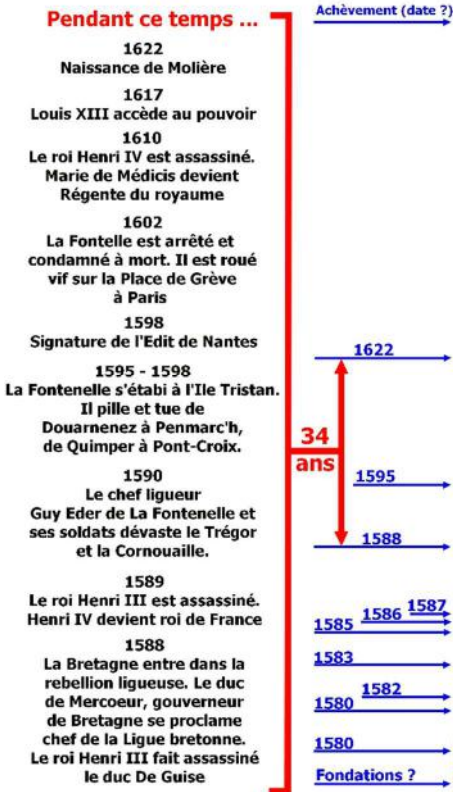 Pendant ce temps ...
1622
Naissance de Molière
1617
Louis XIII accède au pouvoir
1610
Le roi Henri IV est assassiné.
Marie de Médicis devient
Régente du royaume
1602
La Fontelle est arrêté et
condamné à mort. Il est roué
vif sur la Place de Grève
à Paris
1598
Signature de l'Edit de Nantes
1595 - 1598
La Fontenelle s'étabi à l'Ile Tristan.
Il pille et tue de
Douarnenez à Penmarc'h,
de Quimper à Pont-Croix.
1590
Le chef ligueur
Guy Eder de La Fontenelle et
ses soldats dévaste le Trégor
et la Cornouaille.
1589
Le roi Henri III est assassiné.
Henri IV devient roi de France
1588
La Bretagne entre dans la
rebellion ligueuse. Le duc
de Mercoeur, gouverneur
de Bretagne se proclame
chef de la Ligue bretonne.
Le roi Henri III fait assassiné
le duc De Guise
34
ans
Achèvement (date ?)
1622
1595
1588
1587
1586
1585
1583
1582
1580
1580
Fondations ?